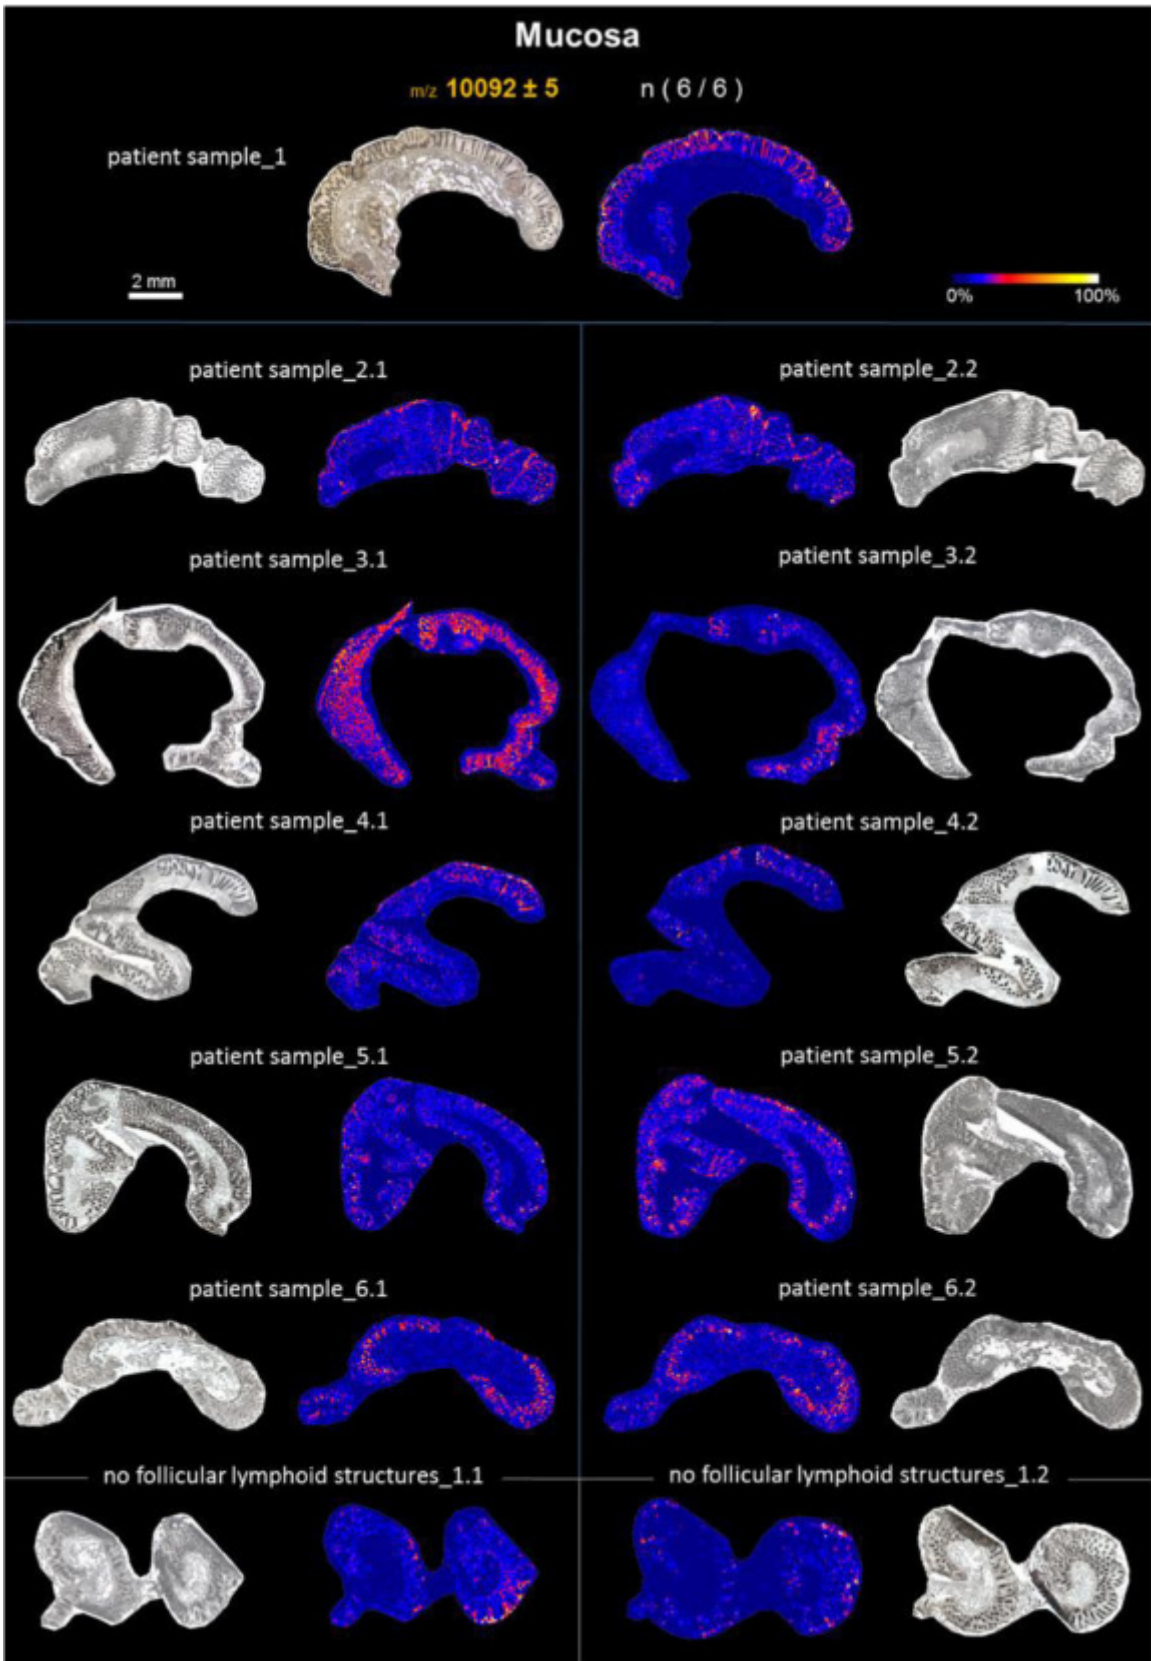 Mucosa
m/z 10092 ± 5 n ( 6 / 6 )
patient sample_1
2 mm
0% 100%
patient sample_2.1 patient sample_2.2
patient sample_3.1 patient sample_3.2
patient sample_4.1 patient sample_4.2
patient sample_5.1 patient sample_5.2
patient sample_6.1 patient sample_6.2
no follicular lymphoid structures_1.1 no follicular lymphoid structures_1.2